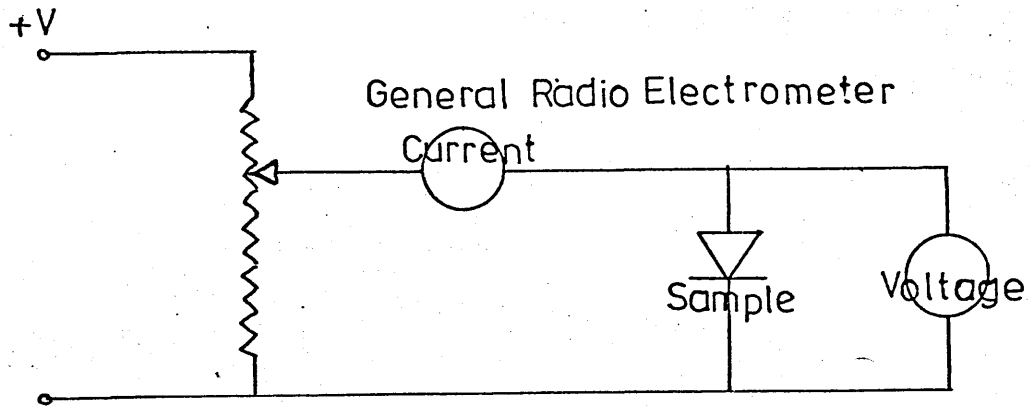 +V
General Radio Electrometer
Current
Sample
Voltage